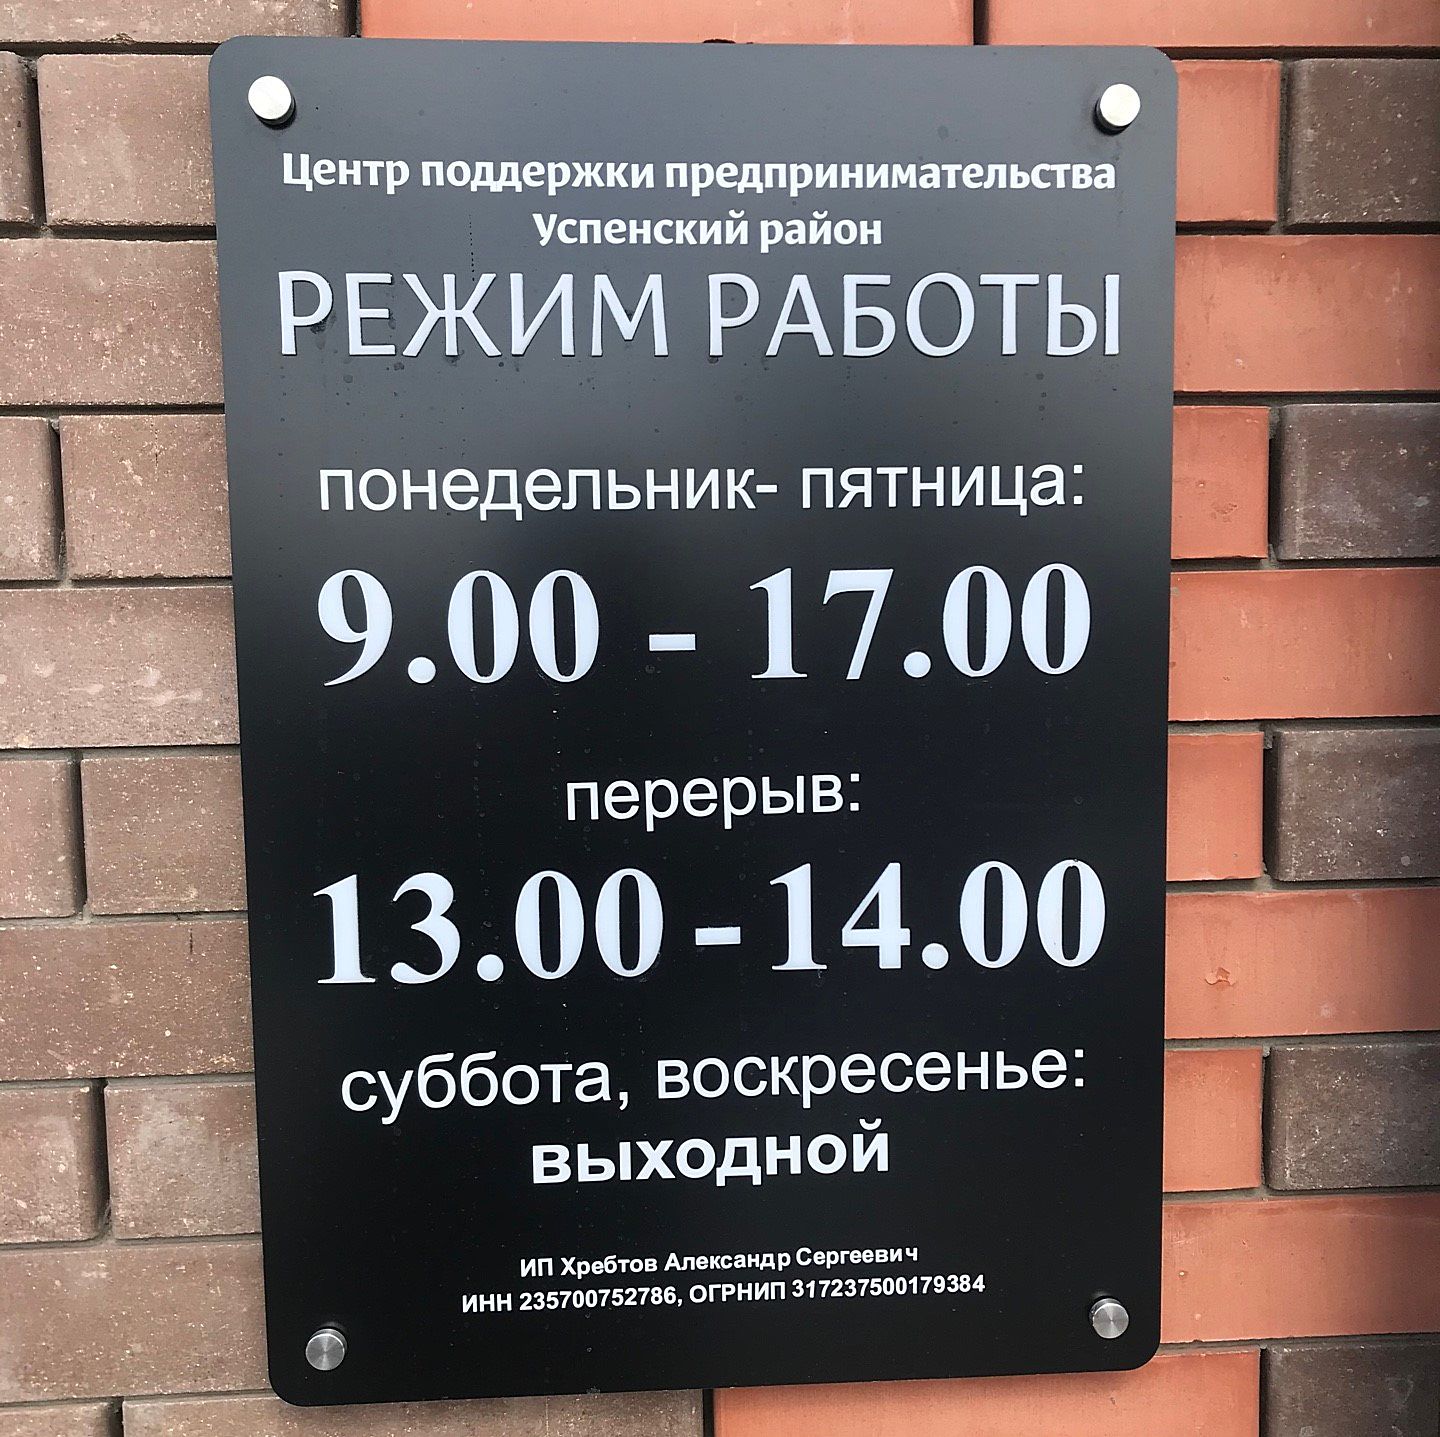 Центр поддержки предпринимательства
Успенский район
РЕЖИМ РАБОТЫ
понедельник- пятница:
9.00 - 17.00
перерыв:
13.00 - 14.00
суббота, воскресенье:
выходной
ИП Хребтов Александр Сергеевич
ИНН 235700752786, ОГРНИП 317237500179384